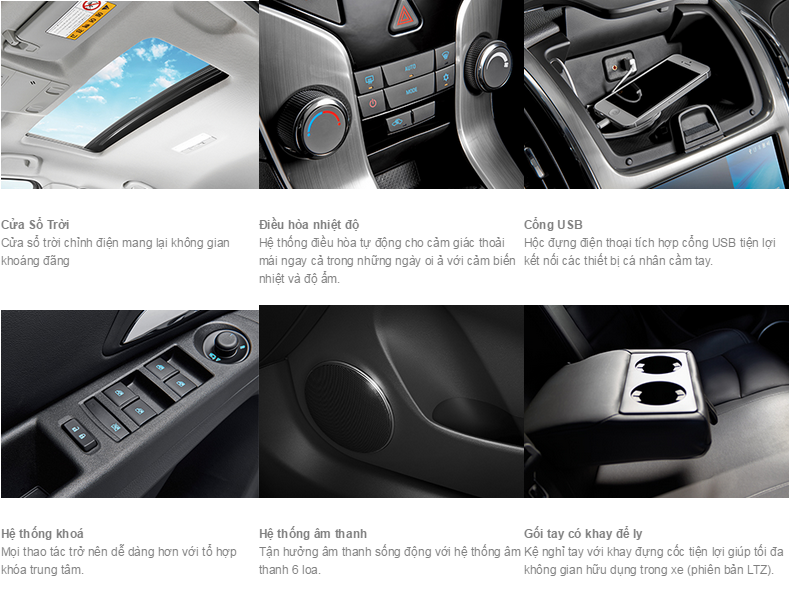 AUTO
MODE
Cửa Sổ Trời
Cửa sổ trời chỉnh điện mang lại không gian
khoáng đãng
Điều hòa nhiệt độ
Hệ thống điều hòa tự động cho cảm giác thoải
mái ngay cả trong những ngày oi ả với cảm biến
nhiệt và độ ẩm.
Cổng USB
Hộc đựng điện thoại tích hợp cổng USB tiện lợi
kết nối các thiết bị cá nhân cầm tay.
Hệ thống khoá
Mọi thao tác trở nên dễ dàng hơn với tổ hợp
khóa trung tâm.
Hệ thống âm thanh
Tận hưởng âm thanh sống động với hệ thống âm
thanh 6 loa.
Gối tay có khay để ly
Kệ nghỉ tay với khay đựng cốc tiện lợi giúp tối đa
không gian hữu dụng trong xe (phiên bản LTZ).